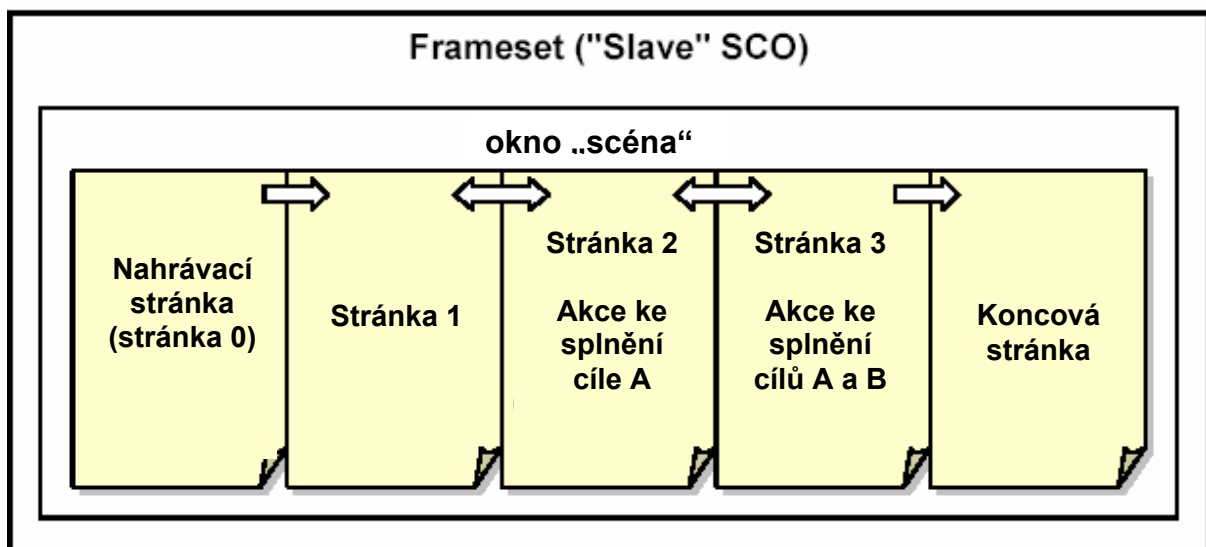 Frameset ("Slave" SCO)
okno „scéna“
Nahrávací
stránka
(stránka 0)
Stránka 1
Stránka 2
Akce ke
splnění
cíle A
Stránka 3
Akce ke
splnění
cílů A a B
Koncová
stránka